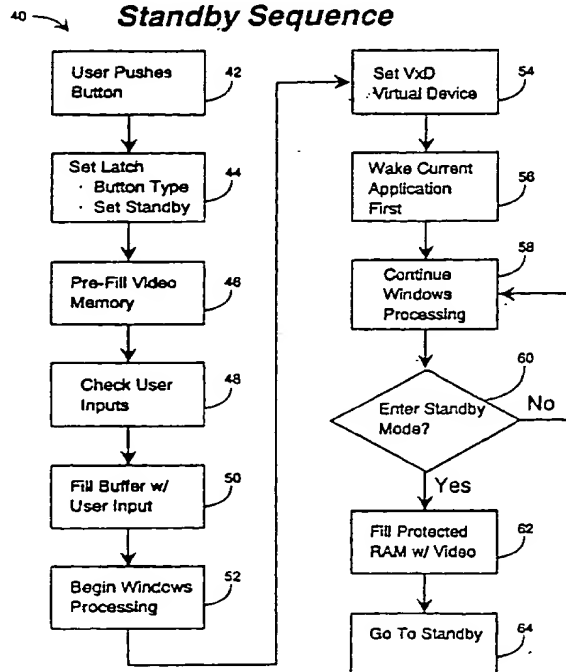 40
Standby Sequence
User Pushes
Button
42
Set Latch
· Button Type
· Set Standby
44
Pre-Fill Video
Memory
46
Check User
Inputs
48
Fill Buffer w/
User Input
50
Begin Windows
Processing
52
Set VxD
Virtual Device
54
Wake Current
Application
First
56
58
Continue
Windows
Processing
60
Enter Standby
Mode?
No
Yes
Fill Protected
RAM w/ Video
62
Go To Standby
64